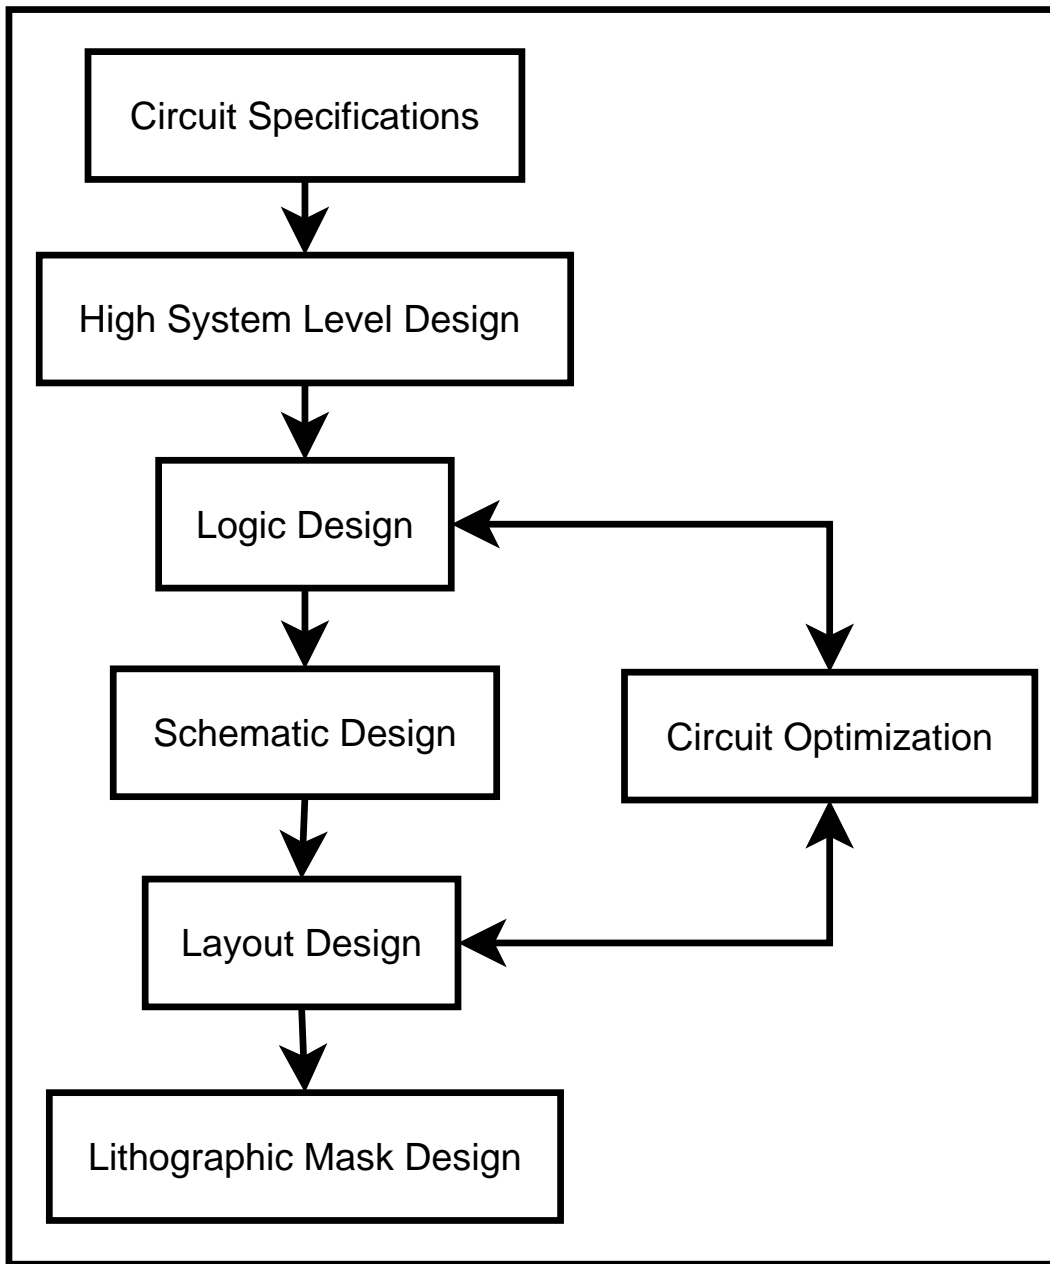 Circuit Specifications
High System Level Design
Logic Design
Schematic Design
Circuit Optimization
Layout Design
Lithographic Mask Design